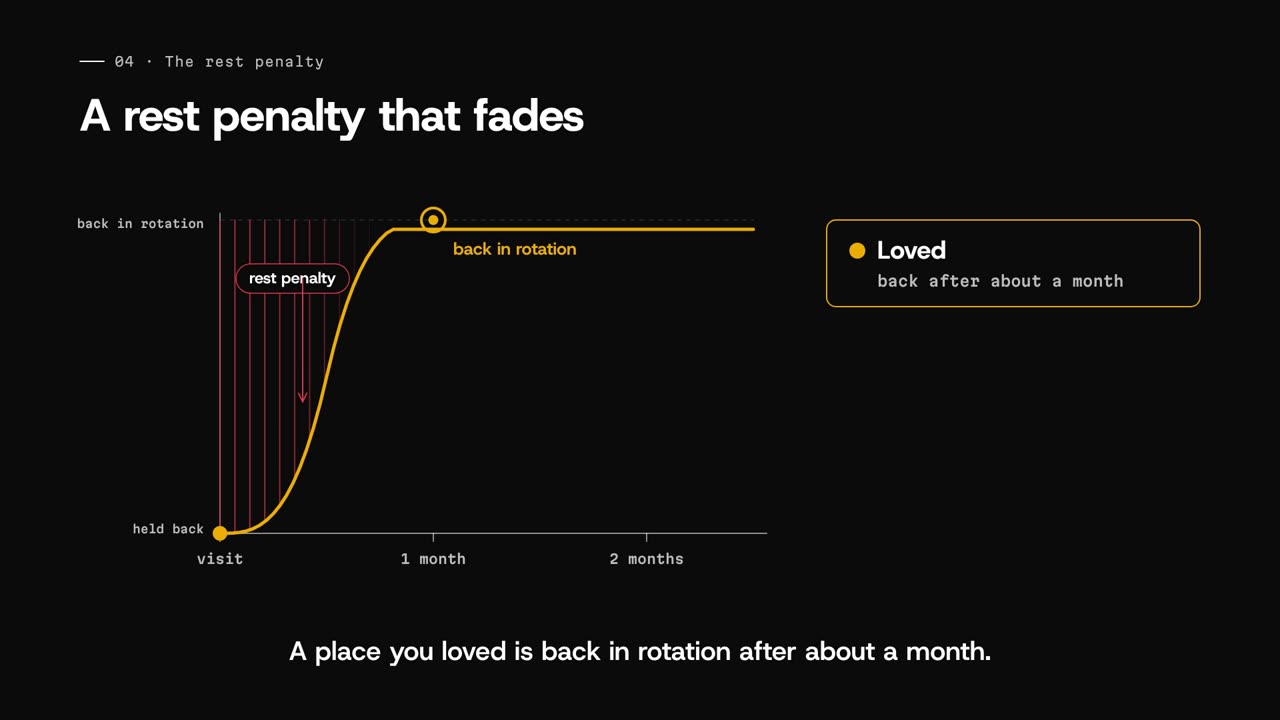 04 · The rest penalty
A rest penalty that fades
back in rotation
rest penalty
back in rotation
held back
visit
1 month
2 months
Loved
back after about a month
A place you loved is back in rotation after about a month.